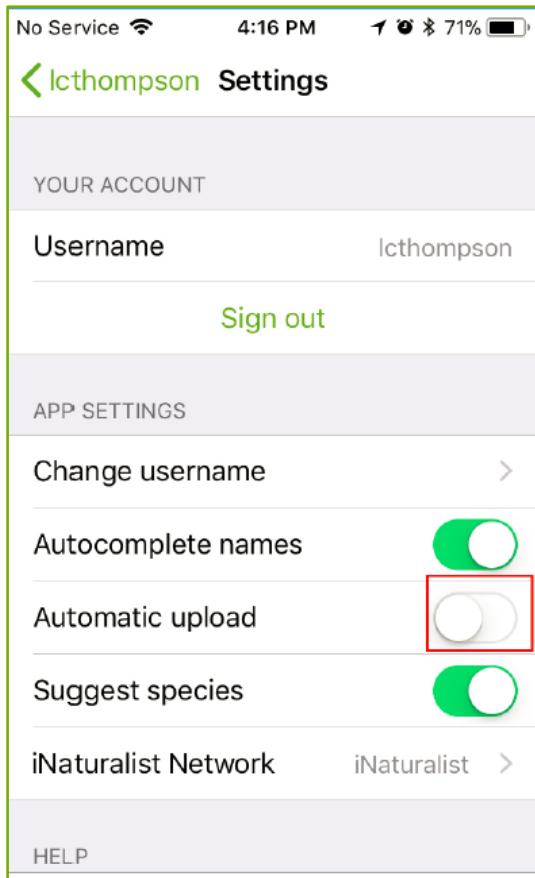 No Service 4:16 PM 71%
lcthompson Settings
YOUR ACCOUNT
Username lcthompson
Sign out
APP SETTINGS
Change username
Autocomplete names
Automatic upload
Suggest species
iNaturalist Network iNaturalist
HELP